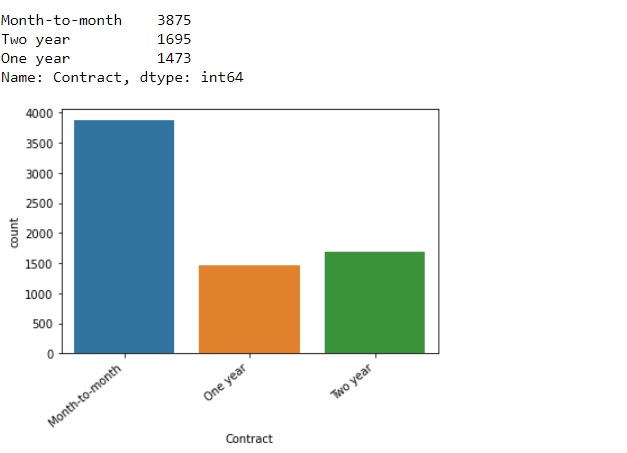 Month-to-month    3875
Two year          1695
One year          1473
Name: Contract, dtype: int64
4000
3500
3000
2500
2000
1500
1000
500
0
count
Month-to-month
One year
Two year
Contract